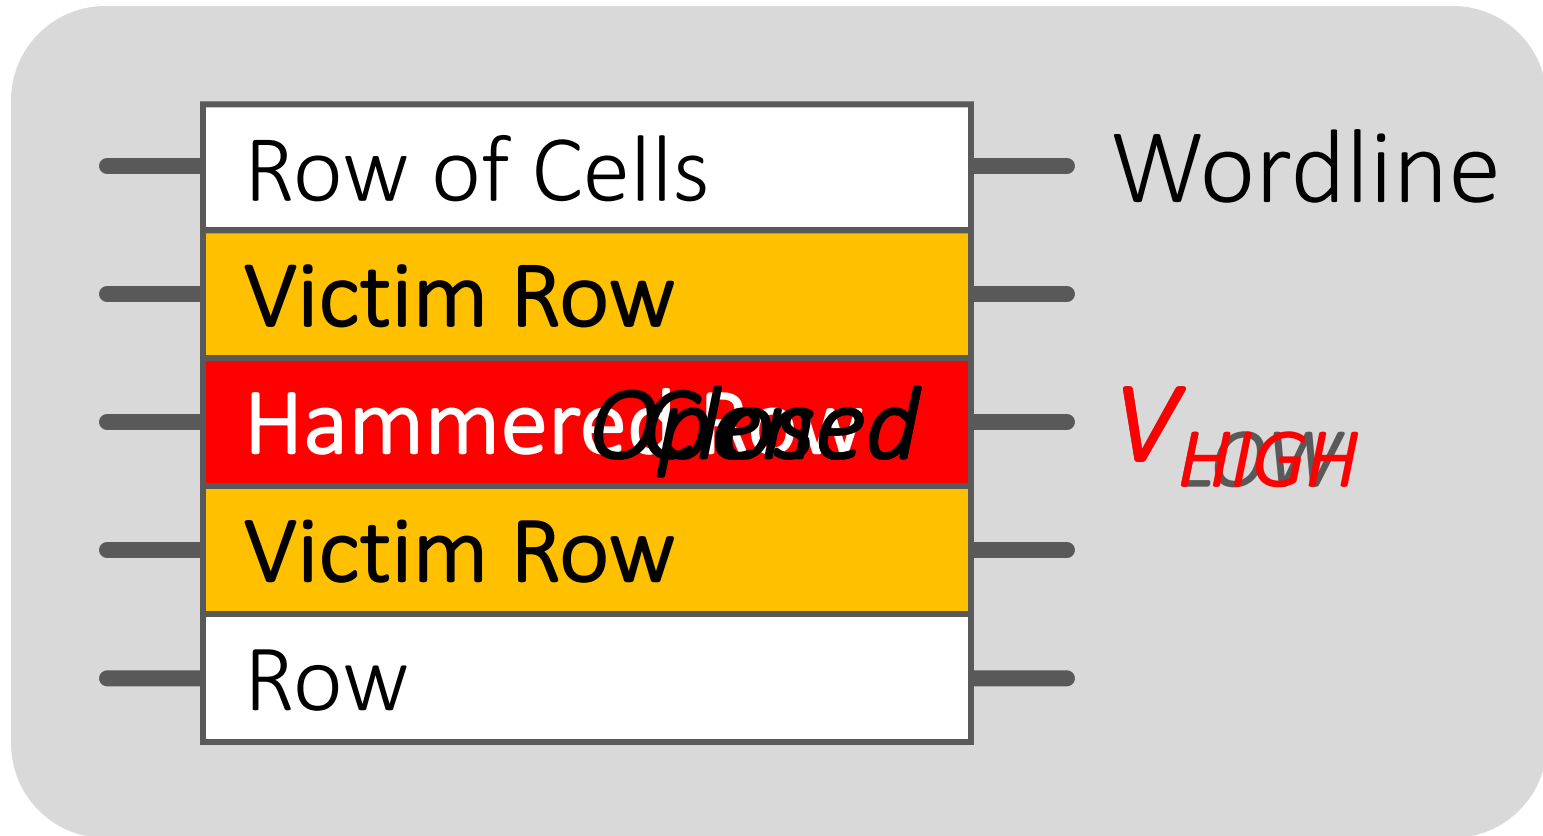 Row of Cells Wordline
Victim Row
Hammered Row Opened Closed V HIGH LOW
Victim Row
Row